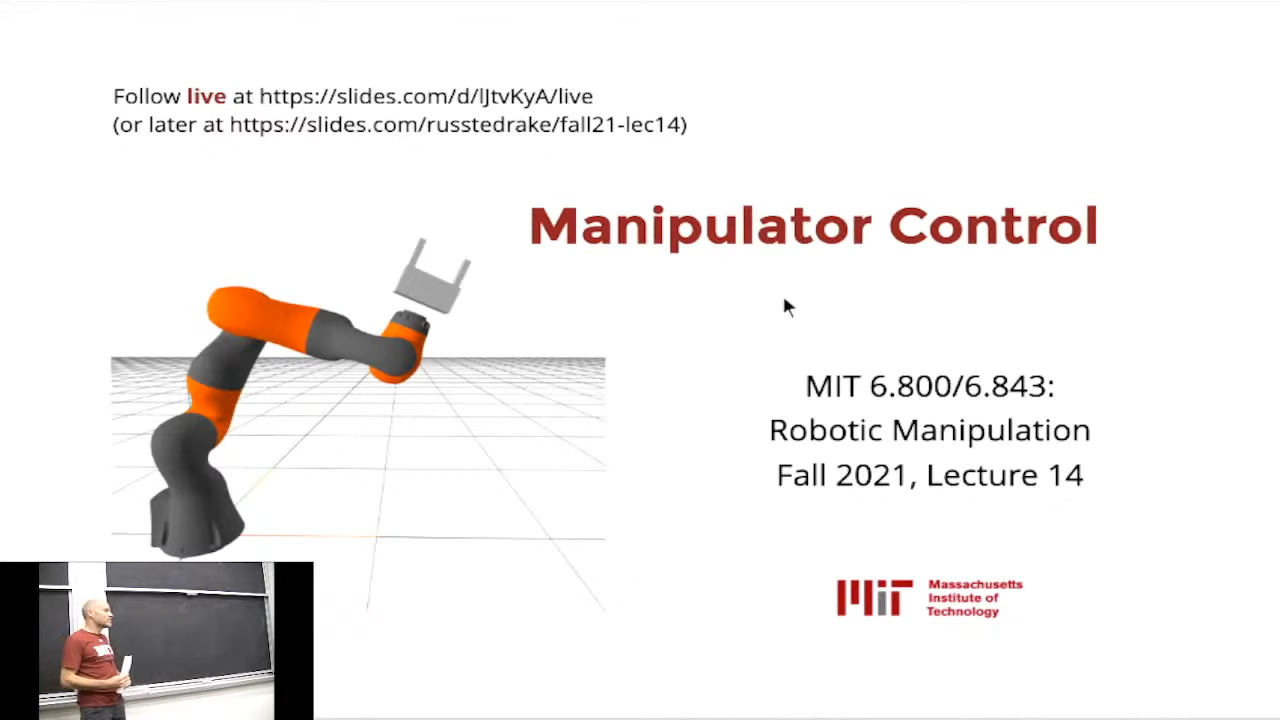 Follow live at https://slides.com/d/lJtvKyA/live
(or later at https://slides.com/russtedrake/fall21-lec14)
Manipulator Control
MIT 6.800/6.843:
Robotic Manipulation
Fall 2021, Lecture 14
MIT
Massachusetts
Institute of
Technology